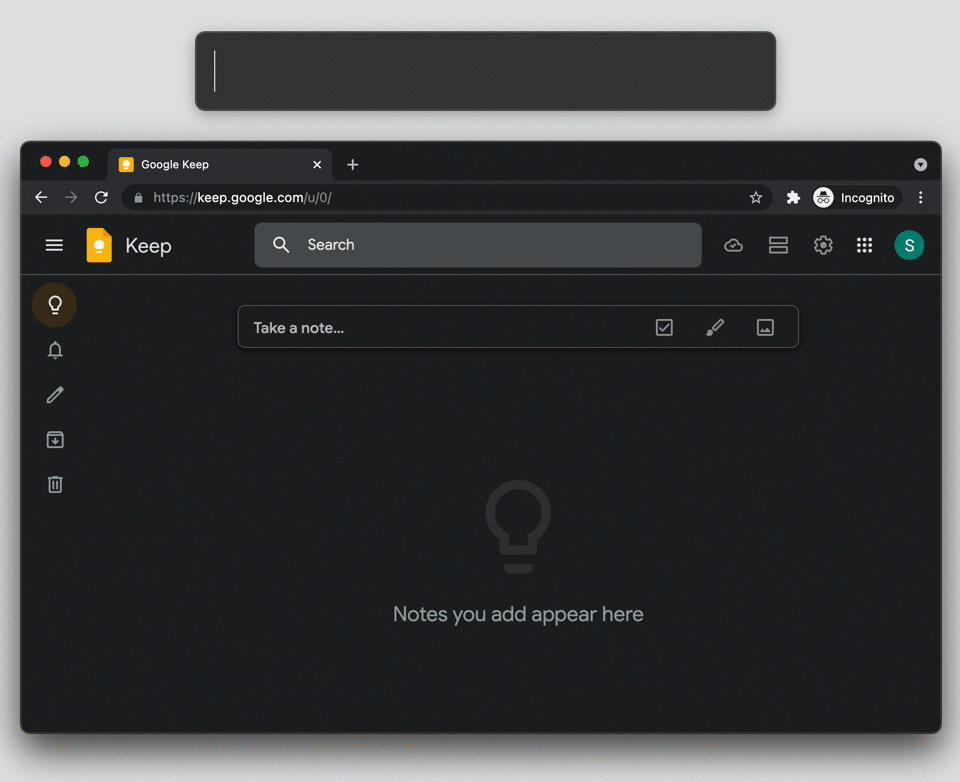 Google Keep
https://keep.google.com/u/0/
Incognito
Keep
Search
S
Take a note...
Notes you add appear here